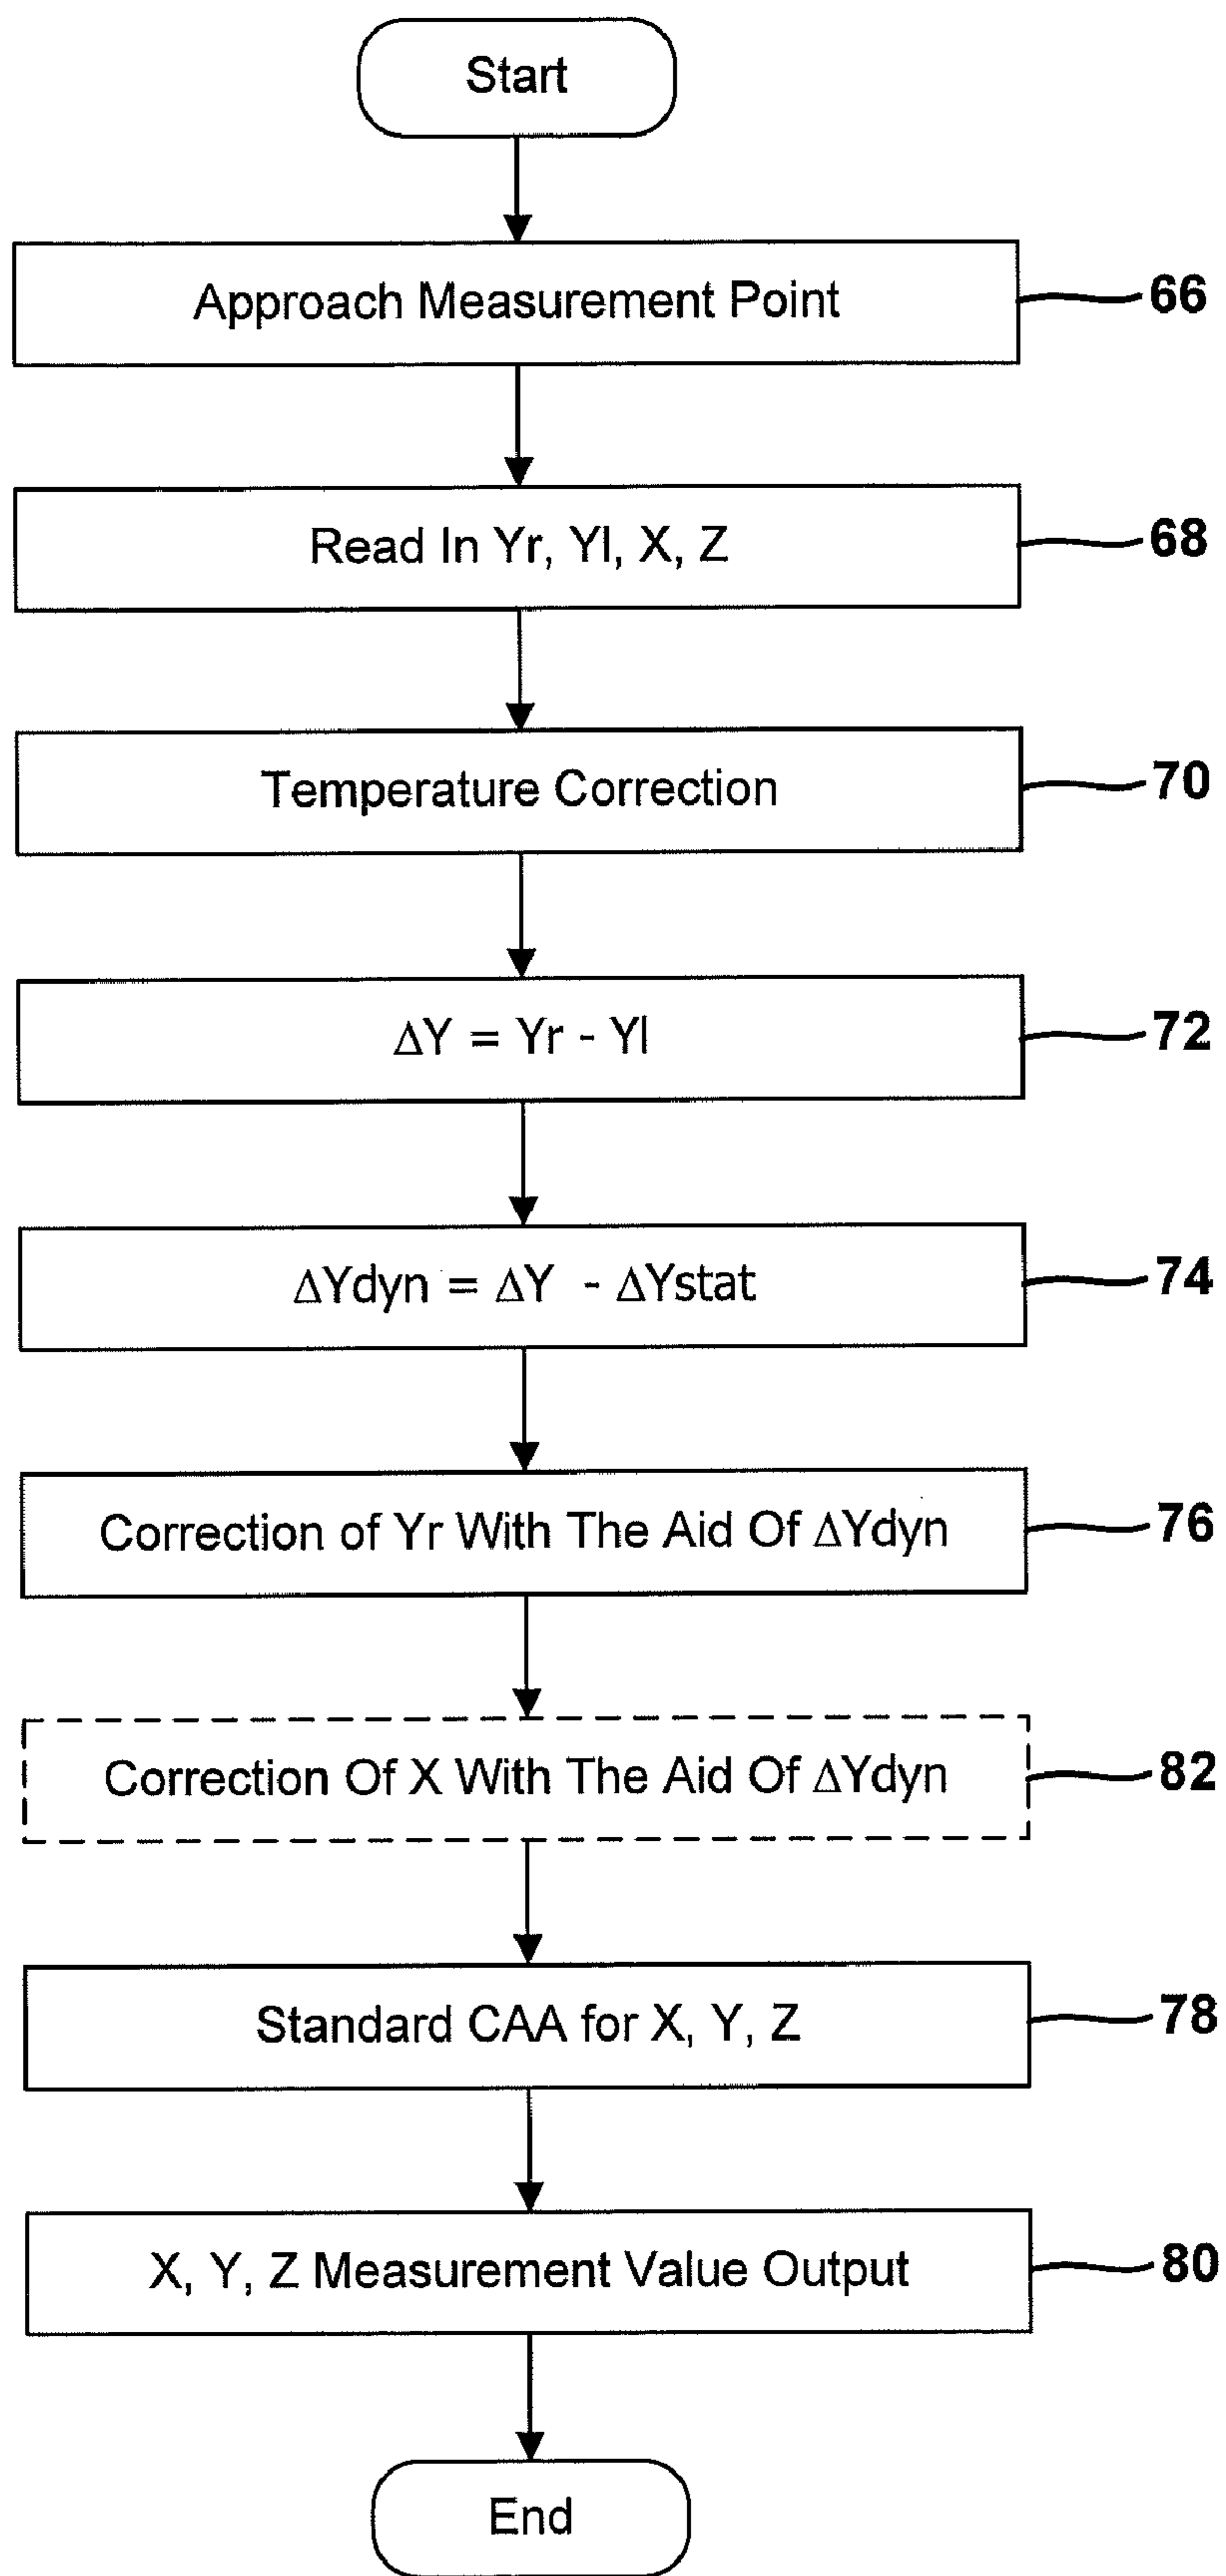 Start
Approach Measurement Point
66
Read In Yr, Yl, X, Z
68
Temperature Correction
70
ΔY = Yr - Yl
72
ΔYdyn = ΔY - ΔYstat
74
Correction of Yr With The Aid Of ΔYdyn
76
Correction Of X With The Aid Of ΔYdyn
82
Standard CAA for X, Y, Z
78
X, Y, Z Measurement Value Output
80
End